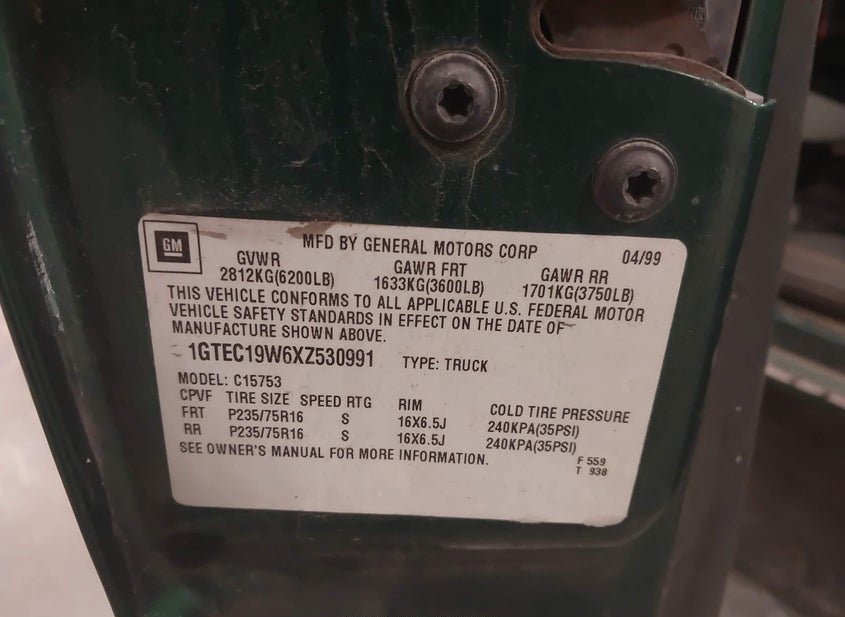 GM
MFD BY GENERAL MOTORS CORP 04/99
GVWR GAWR FRT GAWR RR
2812KG(6200LB) 1633KG(3600LB) 1701KG(3750LB)
THIS VEHICLE CONFORMS TO ALL APPLICABLE U.S. FEDERAL MOTOR
VEHICLE SAFETY STANDARDS IN EFFECT ON THE DATE OF
MANUFACTURE SHOWN ABOVE.
1GTEC19W6XZ530991 TYPE: TRUCK
MODEL: C15753
CPVF TIRE SIZE SPEED RTG RIM COLD TIRE PRESSURE
FRT P235/75R16 S 16X6.5J 240KPA(35PSI)
RR P235/75R16 S 16X6.5J 240KPA(35PSI)
SEE OWNER'S MANUAL FOR MORE INFORMATION.
F 559
T 938